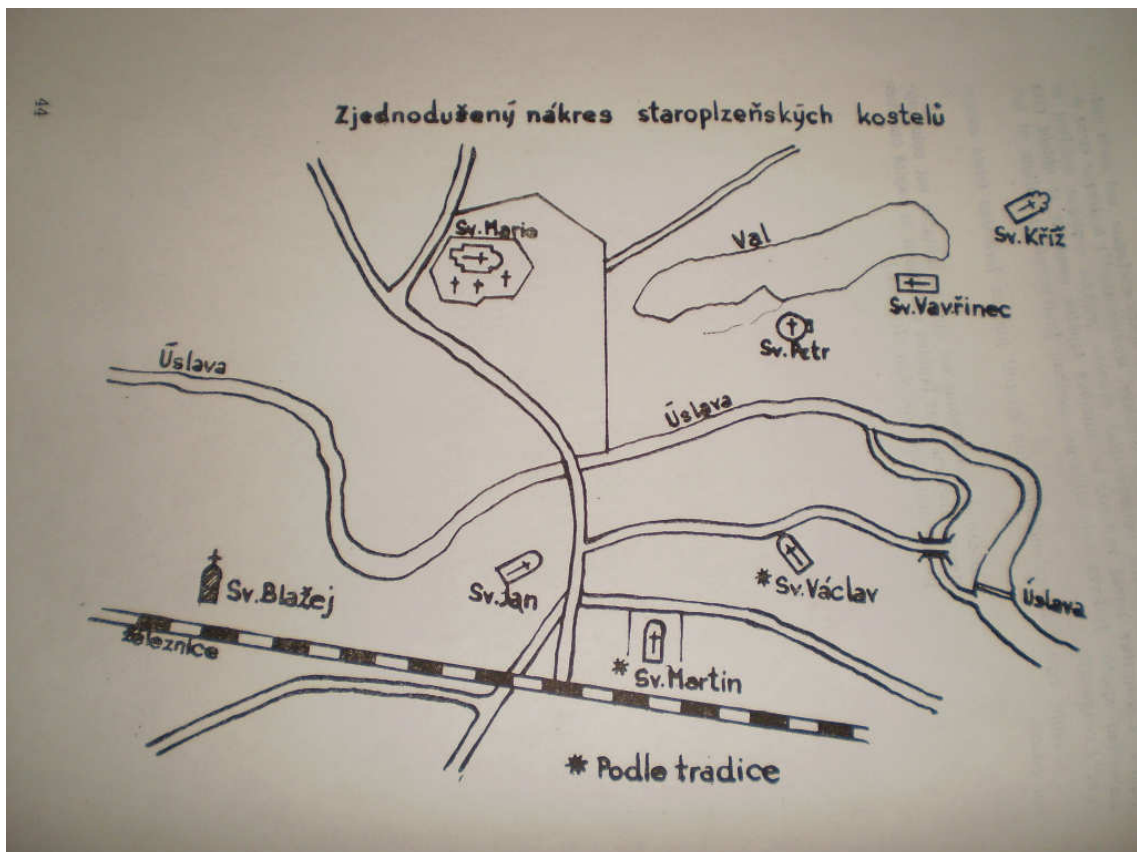 44
Zjednodušený nákres staroplzeňských kostelů
Sv. Maria
Val
Sv. Kříž
Sv. Vavřinec
Sv. Petr
Úslava
Úslava
Sv. Blažej
Sv. Jan
* Sv. Václav
Úslava
železnice
* Sv. Martin
* Podle tradice